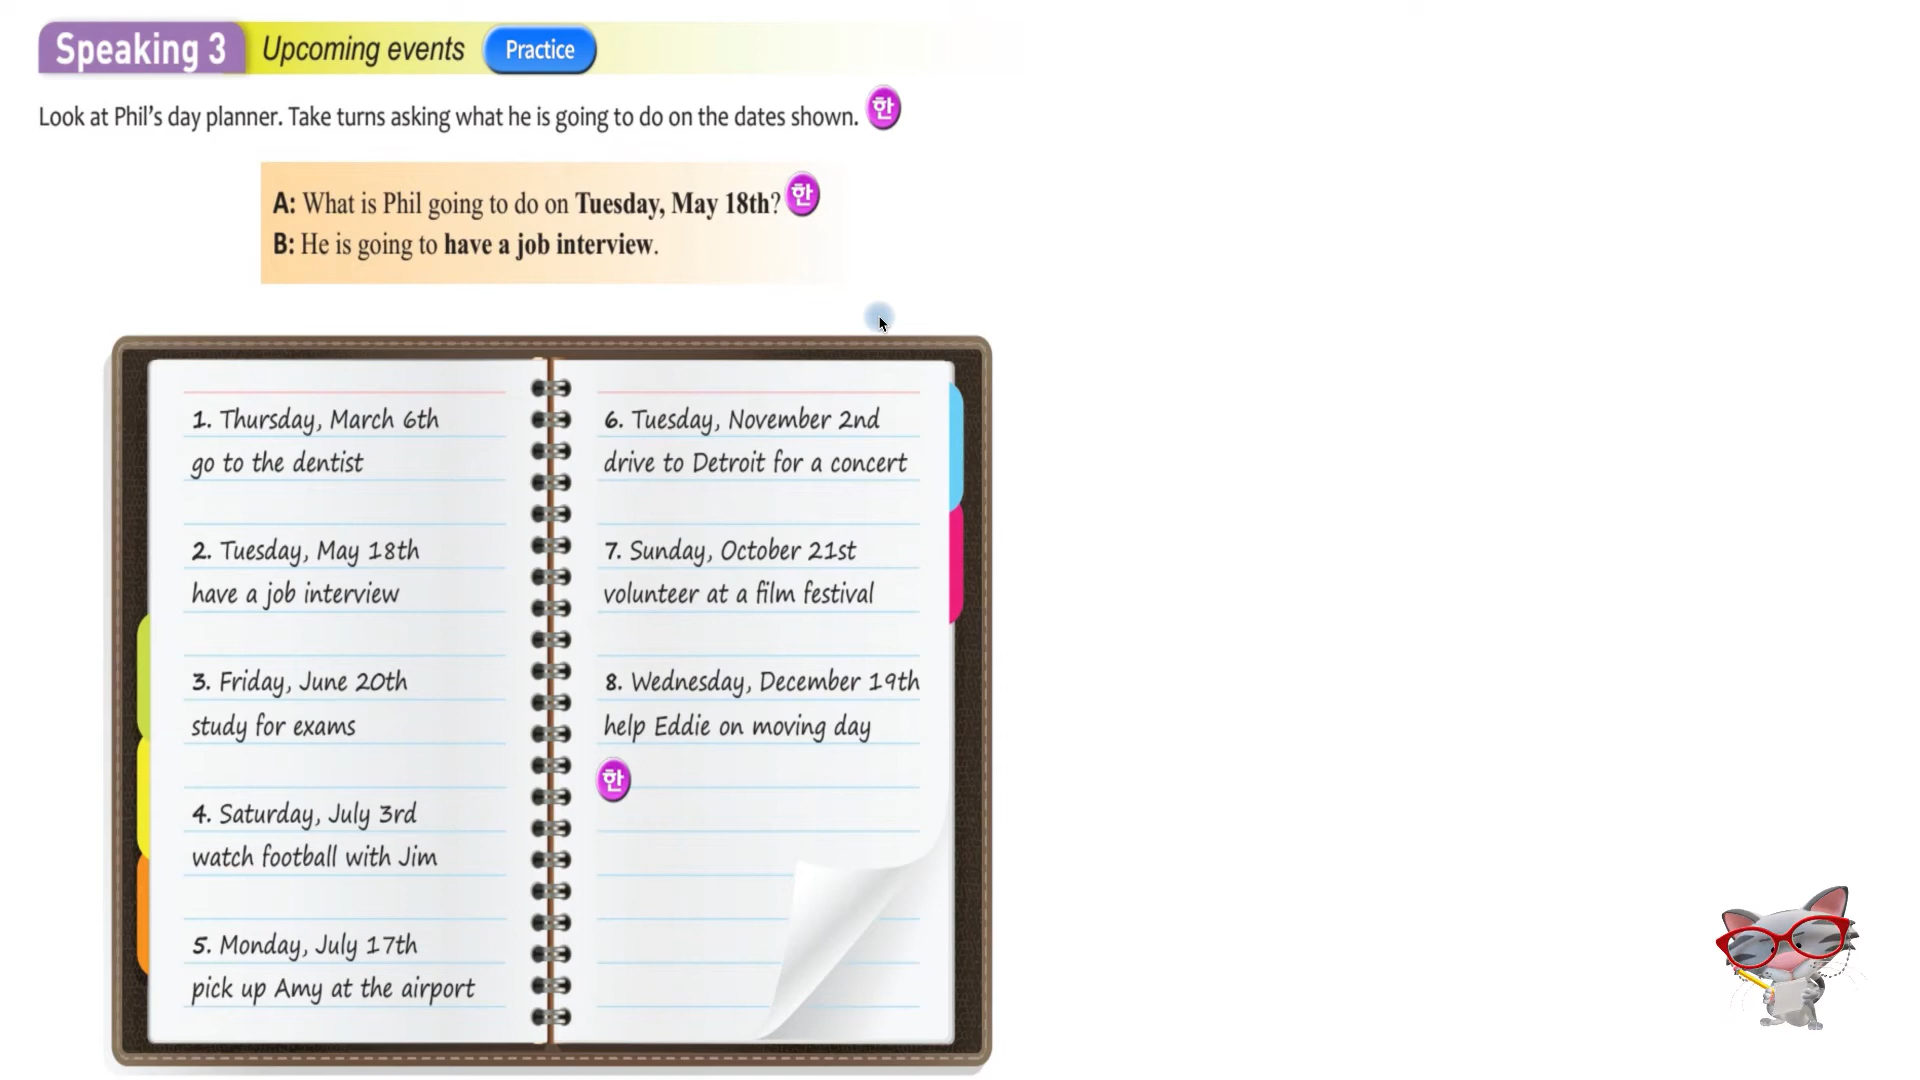 Speaking 3 Upcoming events Practice
Look at Phil's day planner. Take turns asking what he is going to do on the dates shown. 한
A: What is Phil going to do on Tuesday, May 18th? 한
B: He is going to have a job interview.
1. Thursday, March 6th
go to the dentist
2. Tuesday, May 18th
have a job interview
3. Friday, June 20th
study for exams
4. Saturday, July 3rd
watch football with Jim
5. Monday, July 17th
pick up Amy at the airport
6. Tuesday, November 2nd
drive to Detroit for a concert
7. Sunday, October 21st
volunteer at a film festival
8. Wednesday, December 19th
help Eddie on moving day
한